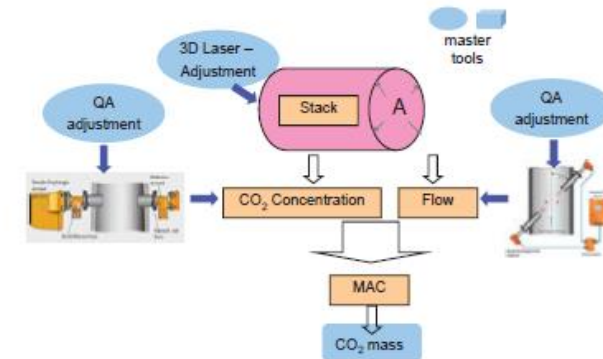 3D Laser –
Adjustment
master
tools
QA
adjustment
Stack
A
QA
adjustment
CO₂ Concentration
Flow
MAC
CO₂ mass